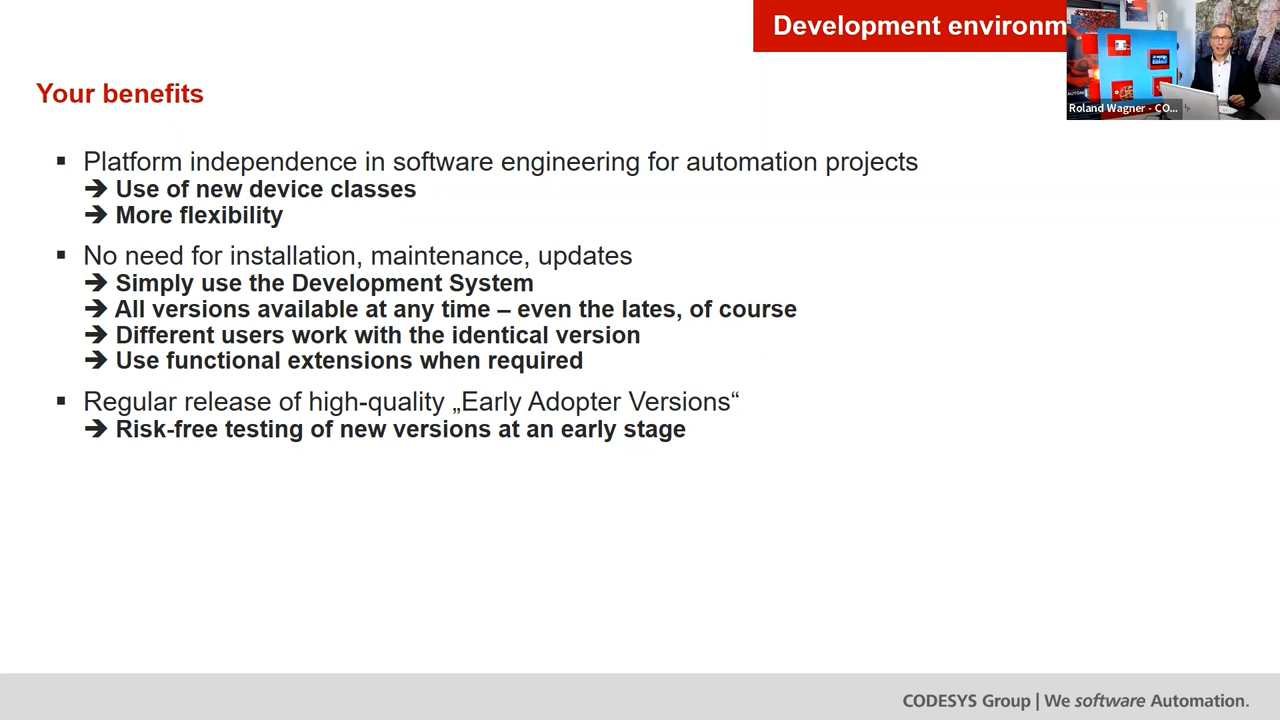 Development environm
Roland Wagner - CO...
Your benefits
▪ Platform independence in software engineering for automation projects
➔ Use of new device classes
➔ More flexibility
▪ No need for installation, maintenance, updates
➔ Simply use the Development System
➔ All versions available at any time – even the lates, of course
➔ Different users work with the identical version
➔ Use functional extensions when required
▪ Regular release of high-quality „Early Adopter Versions“
➔ Risk-free testing of new versions at an early stage
CODESYS Group | We software Automation.